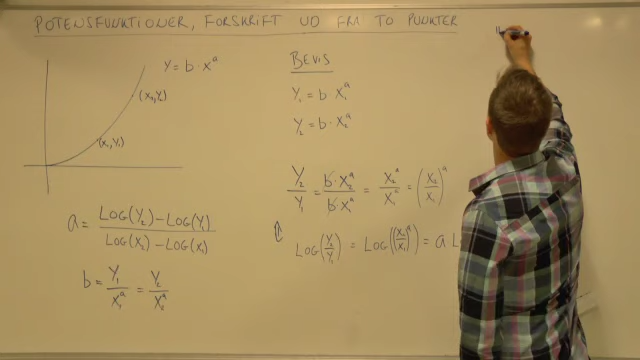 POTENSFUNKTIONER, FORSKRIFT UD FRA TO PUNKTER
Y = b · X^a
(X₂,Y₂)
(X₁,Y₁)
a = (LOG(Y₂) − LOG(Y₁)) / (LOG(X₂) − LOG(X₁))
b = Y₁/X₁^a = Y₂/X₂^a
BEVIS
Y₁ = b · X₁^a
Y₂ = b · X₂^a
Y₂/Y₁ = (b · X₂^a)/(b · X₁^a) = X₂^a/X₁^a = (X₂/X₁)^a
⇕ LOG(Y₂/Y₁) = LOG((X₂/X₁)^a) = a